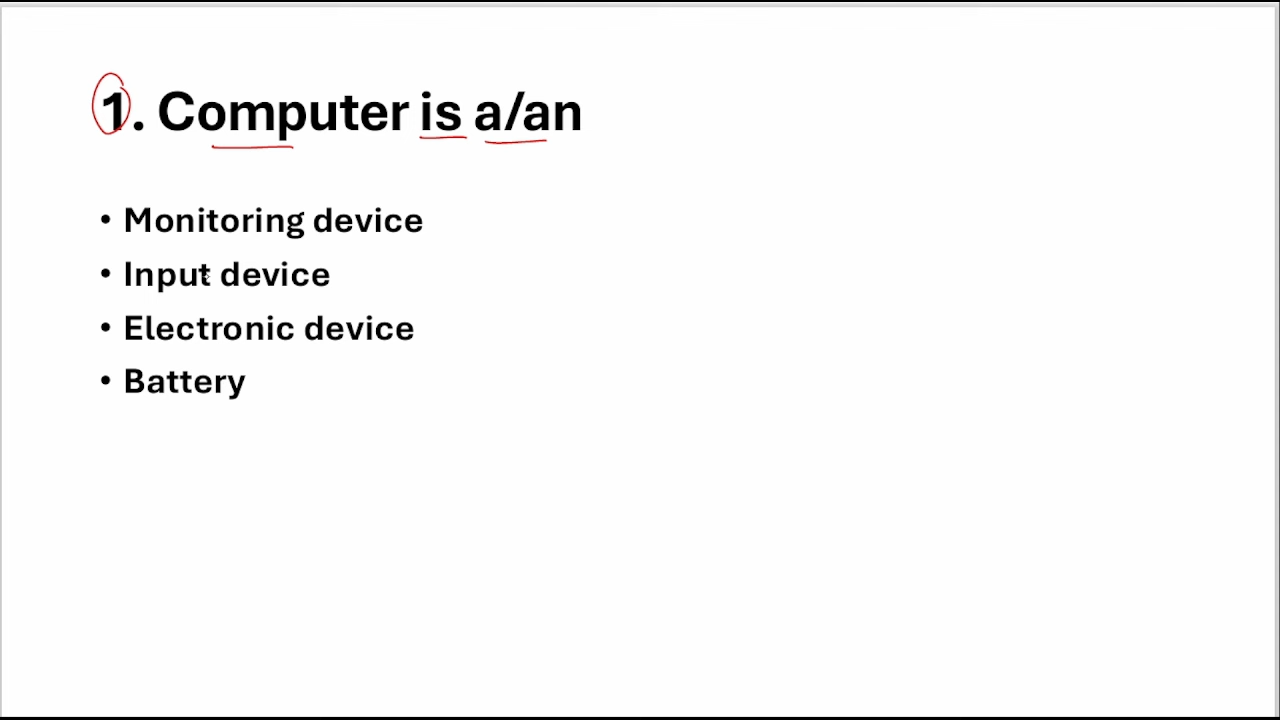 1. Computer is a/an
• Monitoring device
• Input device
• Electronic device
• Battery